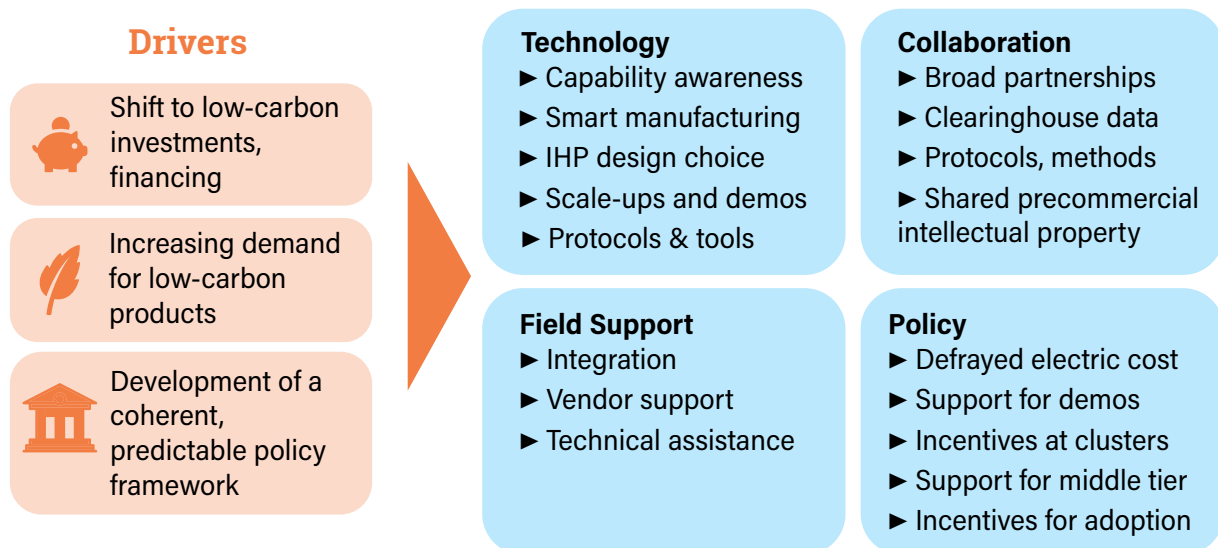 Drivers
Shift to low-carbon
investments,
financing
Increasing demand
for low-carbon
products
Development of a
coherent,
predictable policy
framework
Technology
► Capability awareness
► Smart manufacturing
► IHP design choice
► Scale-ups and demos
► Protocols & tools
Collaboration
► Broad partnerships
► Clearinghouse data
► Protocols, methods
► Shared precommercial
intellectual property
Field Support
► Integration
► Vendor support
► Technical assistance
Policy
► Defrayed electric cost
► Support for demos
► Incentives at clusters
► Support for middle tier
► Incentives for adoption